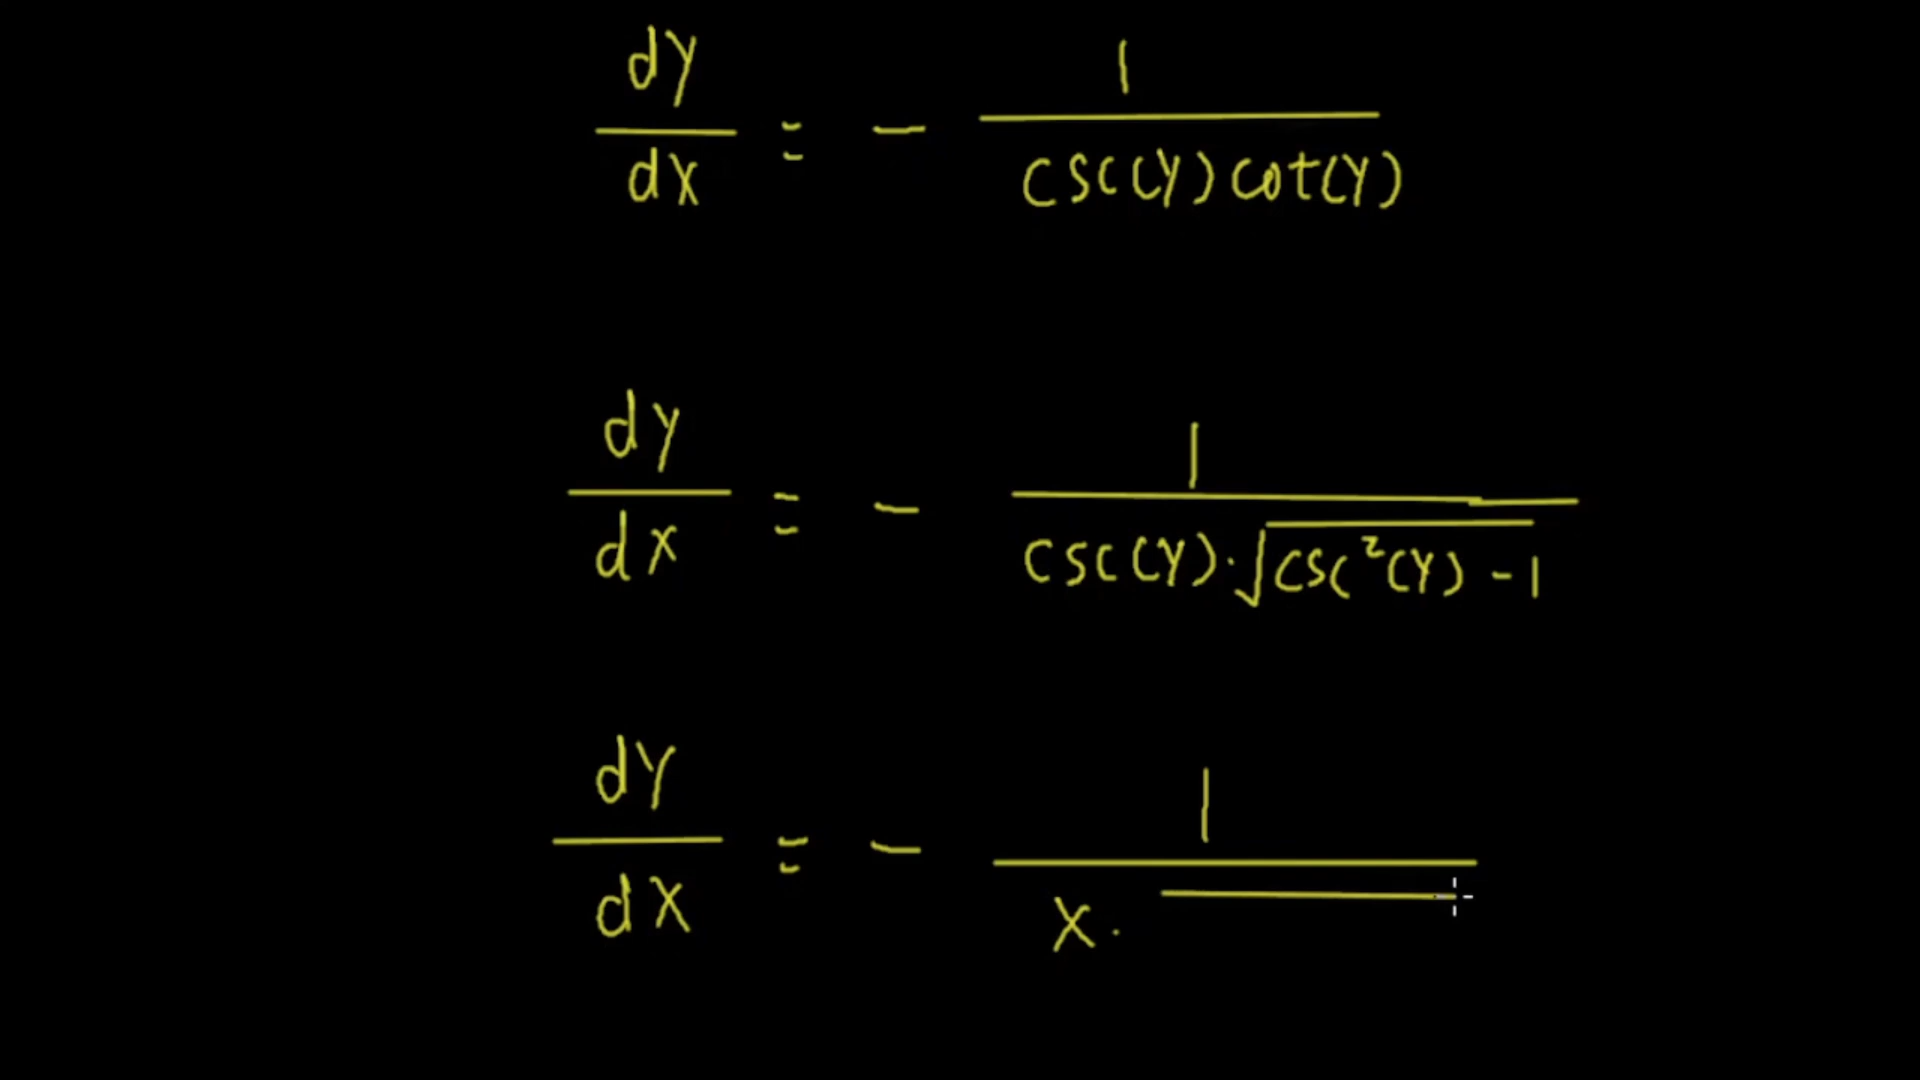 dy/dx = - 1/(csc(y)cot(y))
dy/dx = - 1/(csc(y)·√(csc²(y) - 1))
dy/dx = - 1/(x·